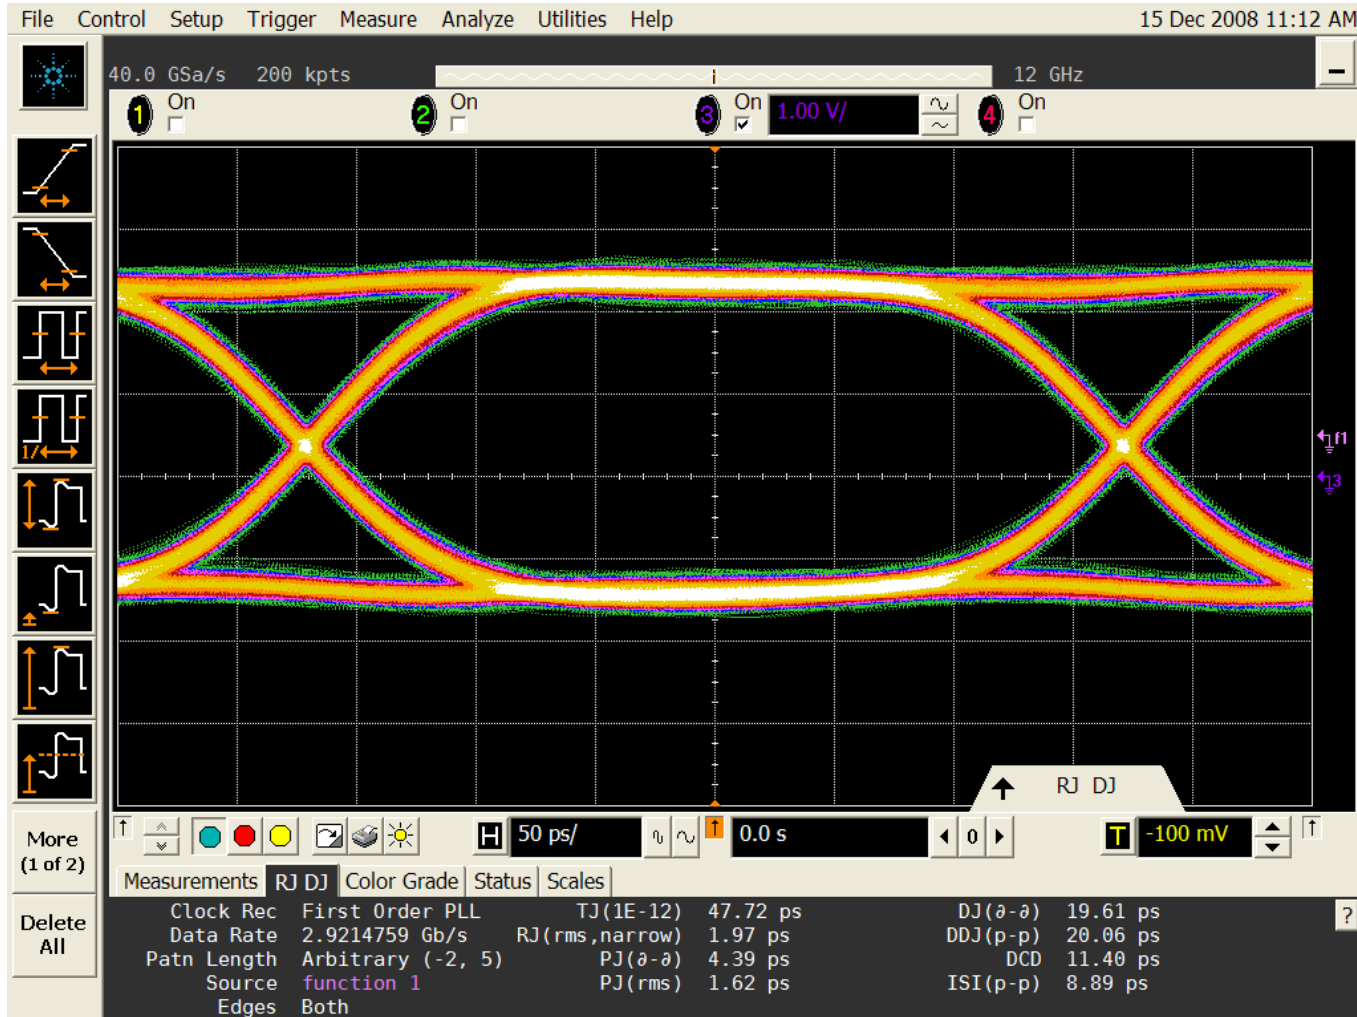 File Control Setup Trigger Measure Analyze Utilities Help 15 Dec 2008 11:12 AM
40.0 GSa/s 200 kpts 12 GHz
1 On 2 On 3 On 1.00 V/ 4 On
f1
3
1/
RJ DJ
More
(1 of 2)
H 50 ps/ 0.0 s 0 T -100 mV
Delete
All
Measurements RJ DJ Color Grade Status Scales
Clock Rec First Order PLL TJ(1E-12) 47.72 ps DJ(∂-∂) 19.61 ps ?
Data Rate 2.9214759 Gb/s RJ(rms,narrow) 1.97 ps DDJ(p-p) 20.06 ps
Patn Length Arbitrary (-2, 5) PJ(∂-∂) 4.39 ps DCD 11.40 ps
Source function 1 PJ(rms) 1.62 ps ISI(p-p) 8.89 ps
Edges Both